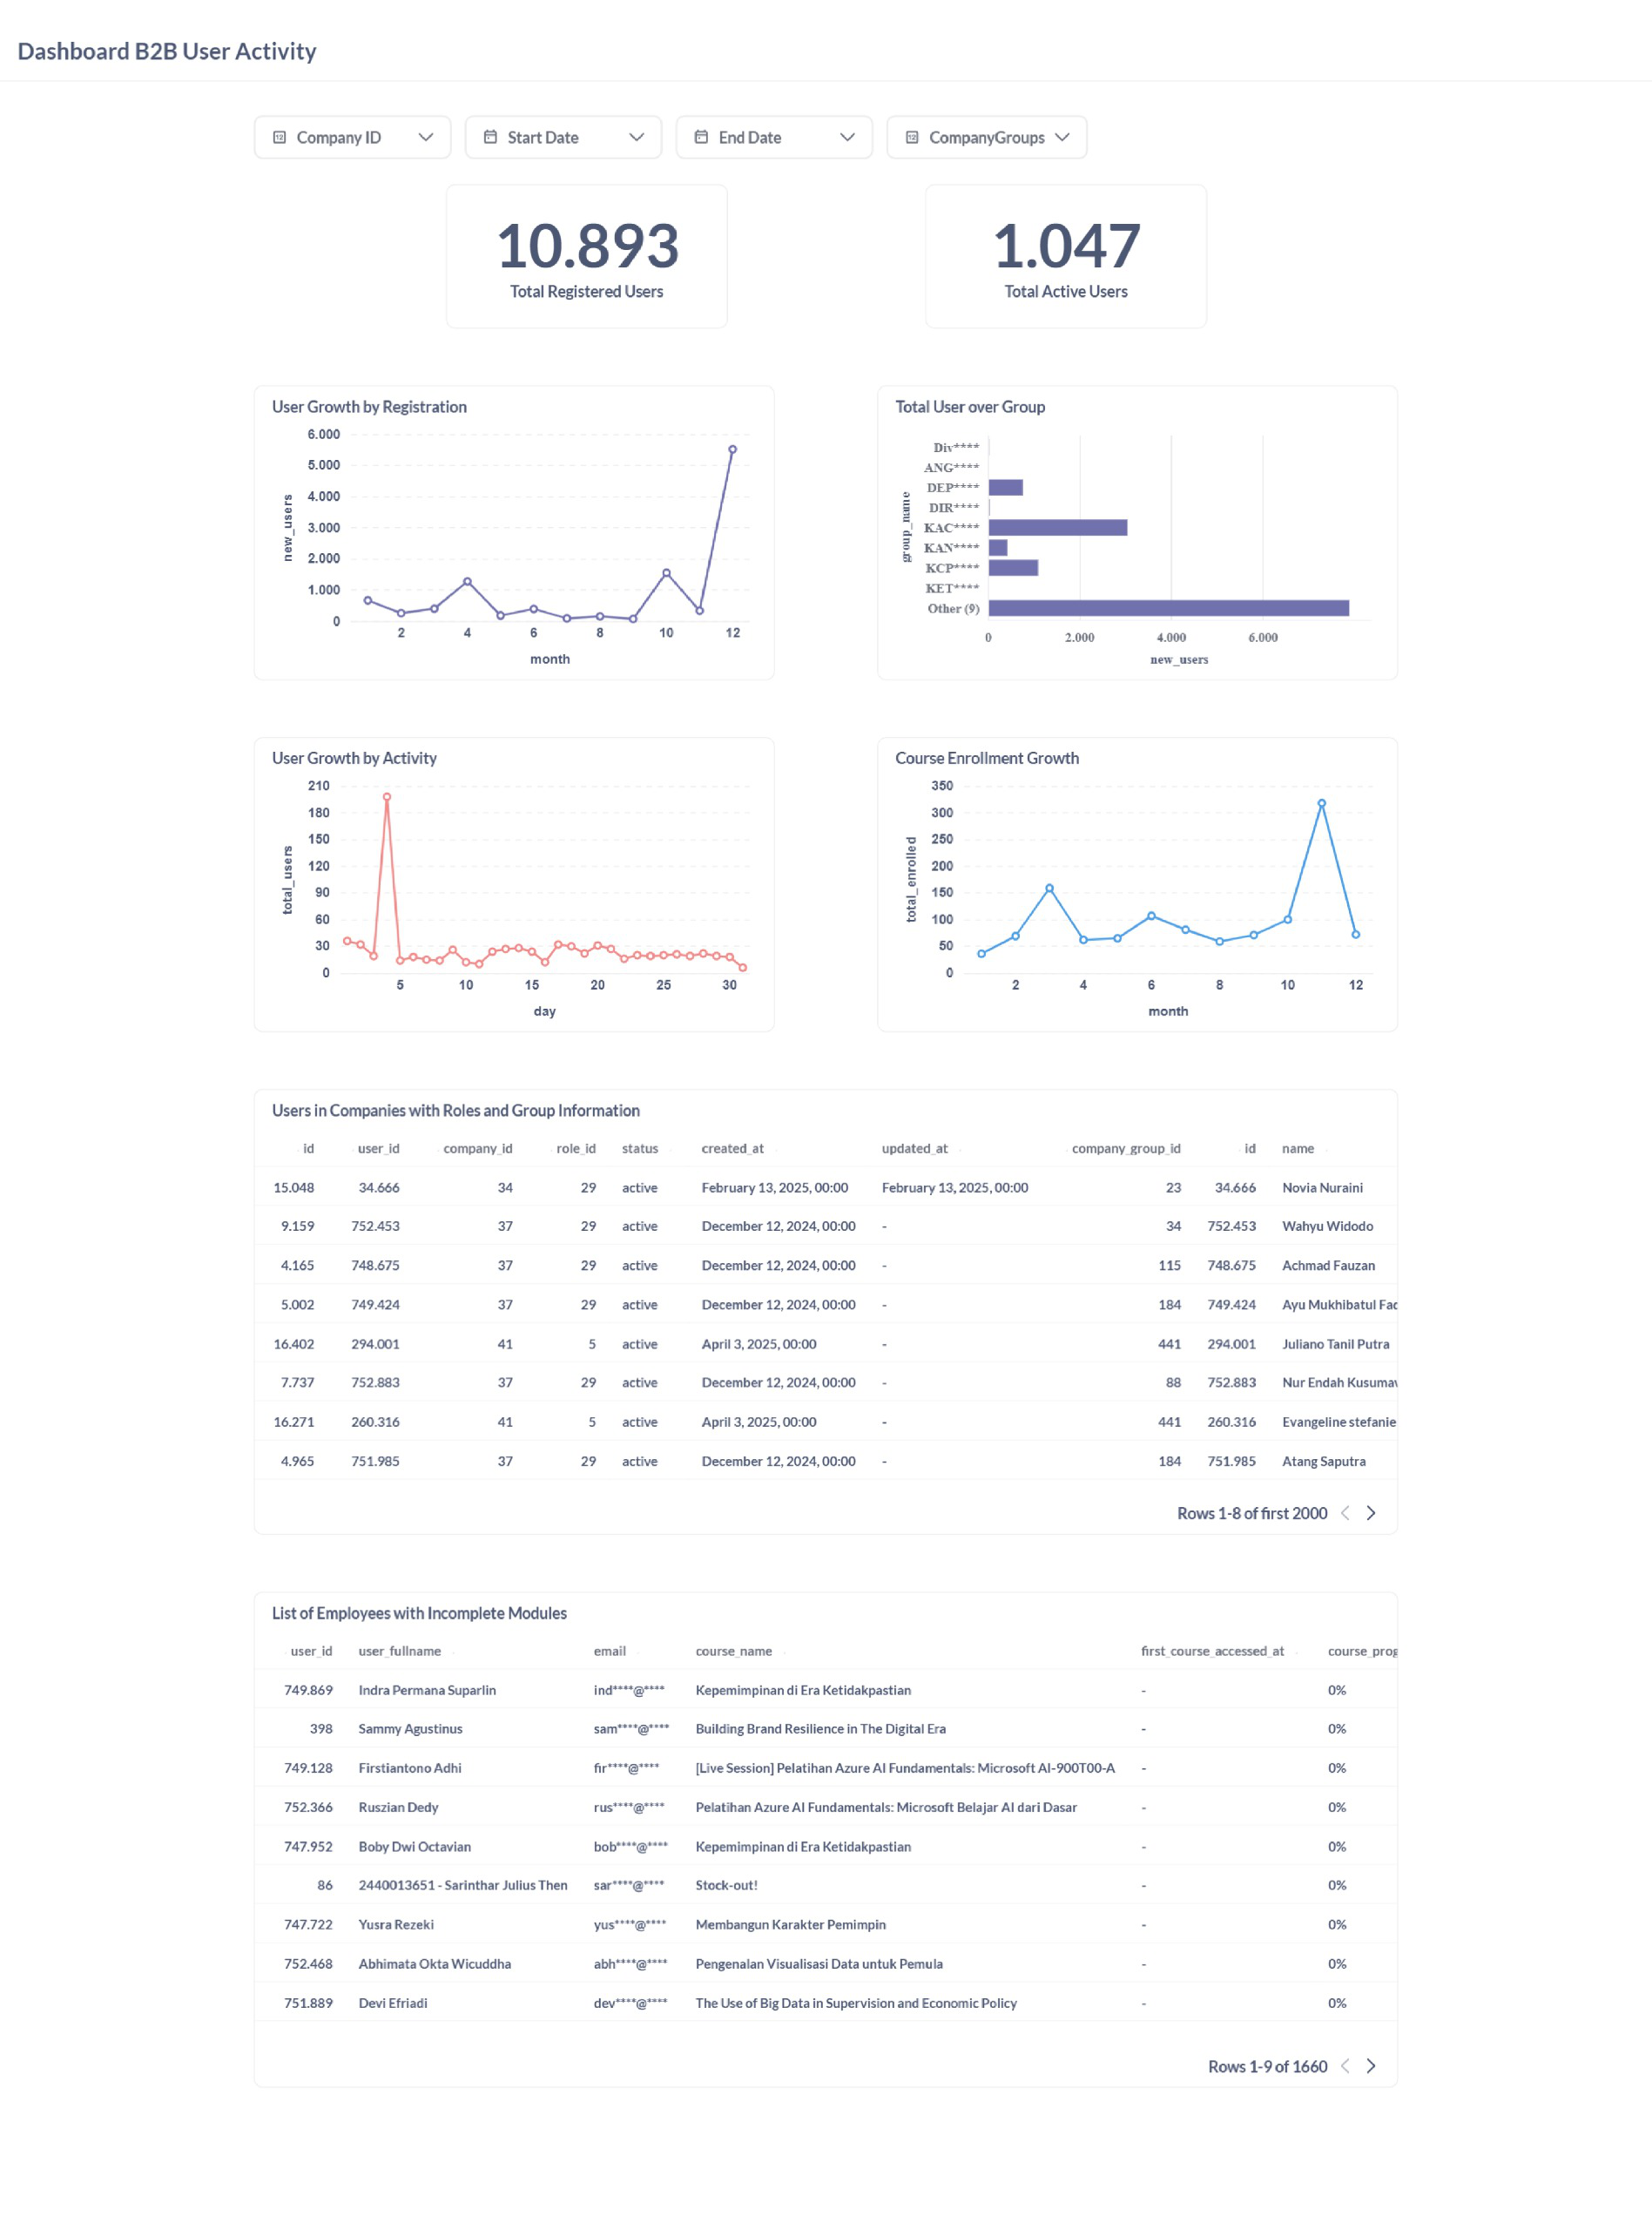 Dashboard B2B User Activity
Company ID
Start Date
End Date
CompanyGroups
10.893
Total Registered Users
1.047
Total Active Users
User Growth by Registration
6.000
5.000
4.000
3.000
2.000
1.000
0
new_users
2 4 6 8 10 12
month
Total User over Group
Div****
ANG****
DEP****
DIR****
KAC****
KAN****
KCP****
KET****
Other (9)
group_name
0 2.000 4.000 6.000
new_users
User Growth by Activity
210
180
150
120
90
60
30
0
total_users
5 10 15 20 25 30
day
Course Enrollment Growth
350
300
250
200
150
100
50
0
total_enrolled
2 4 6 8 10 12
month
Users in Companies with Roles and Group Information
id user_id company_id role_id status created_at updated_at company_group_id id name
15.048 34.666 34 29 active February 13, 2025, 00:00 February 13, 2025, 00:00 23 34.666 Novia Nuraini
9.159 752.453 37 29 active December 12, 2024, 00:00 - 34 752.453 Wahyu Widodo
4.165 748.675 37 29 active December 12, 2024, 00:00 - 115 748.675 Achmad Fauzan
5.002 749.424 37 29 active December 12, 2024, 00:00 - 184 749.424 Ayu Mukhibatul
16.402 294.001 41 5 active April 3, 2025, 00:00 - 441 294.001 Juliano Tanil Putra
7.737 752.883 37 29 active December 12, 2024, 00:00 - 88 752.883 Nur Endah
16.271 260.316 41 5 active April 3, 2025, 00:00 - 441 260.316 Evangeline stefanie
4.965 751.985 37 29 active December 12, 2024, 00:00 - 184 751.985 Atang Saputra
Rows 1-8 of first 2000
List of Employees with Incomplete Modules
user_id user_fullname email course_name first_course_accessed_at course_prog
749.869 Indra Permana Suparlin ind****@**** Kepemimpinan di Era Ketidakpastian - 0%
398 Sammy Agustinus sam****@**** Building Brand Resilience in The Digital Era - 0%
749.128 Firstiantono Adhi fir****@**** [Live Session] Pelatihan Azure AI Fundamentals: Microsoft AI-900T00-A - 0%
752.366 Ruszian Dedy rus****@**** Pelatihan Azure AI Fundamentals: Microsoft Belajar AI dari Dasar - 0%
747.952 Boby Dwi Octavian bob****@**** Kepemimpinan di Era Ketidakpastian - 0%
86 2440013651 - Sarinthar Julius Then sar****@**** Stock-out! - 0%
747.722 Yusra Rezeki yus****@**** Membangun Karakter Pemimpin - 0%
752.468 Abhimata Okta Wicuddha abh****@**** Pengenalan Visualisasi Data untuk Pemula - 0%
751.889 Devi Efriadi dev****@**** The Use of Big Data in Supervision and Economic Policy - 0%
Rows 1-9 of 1660